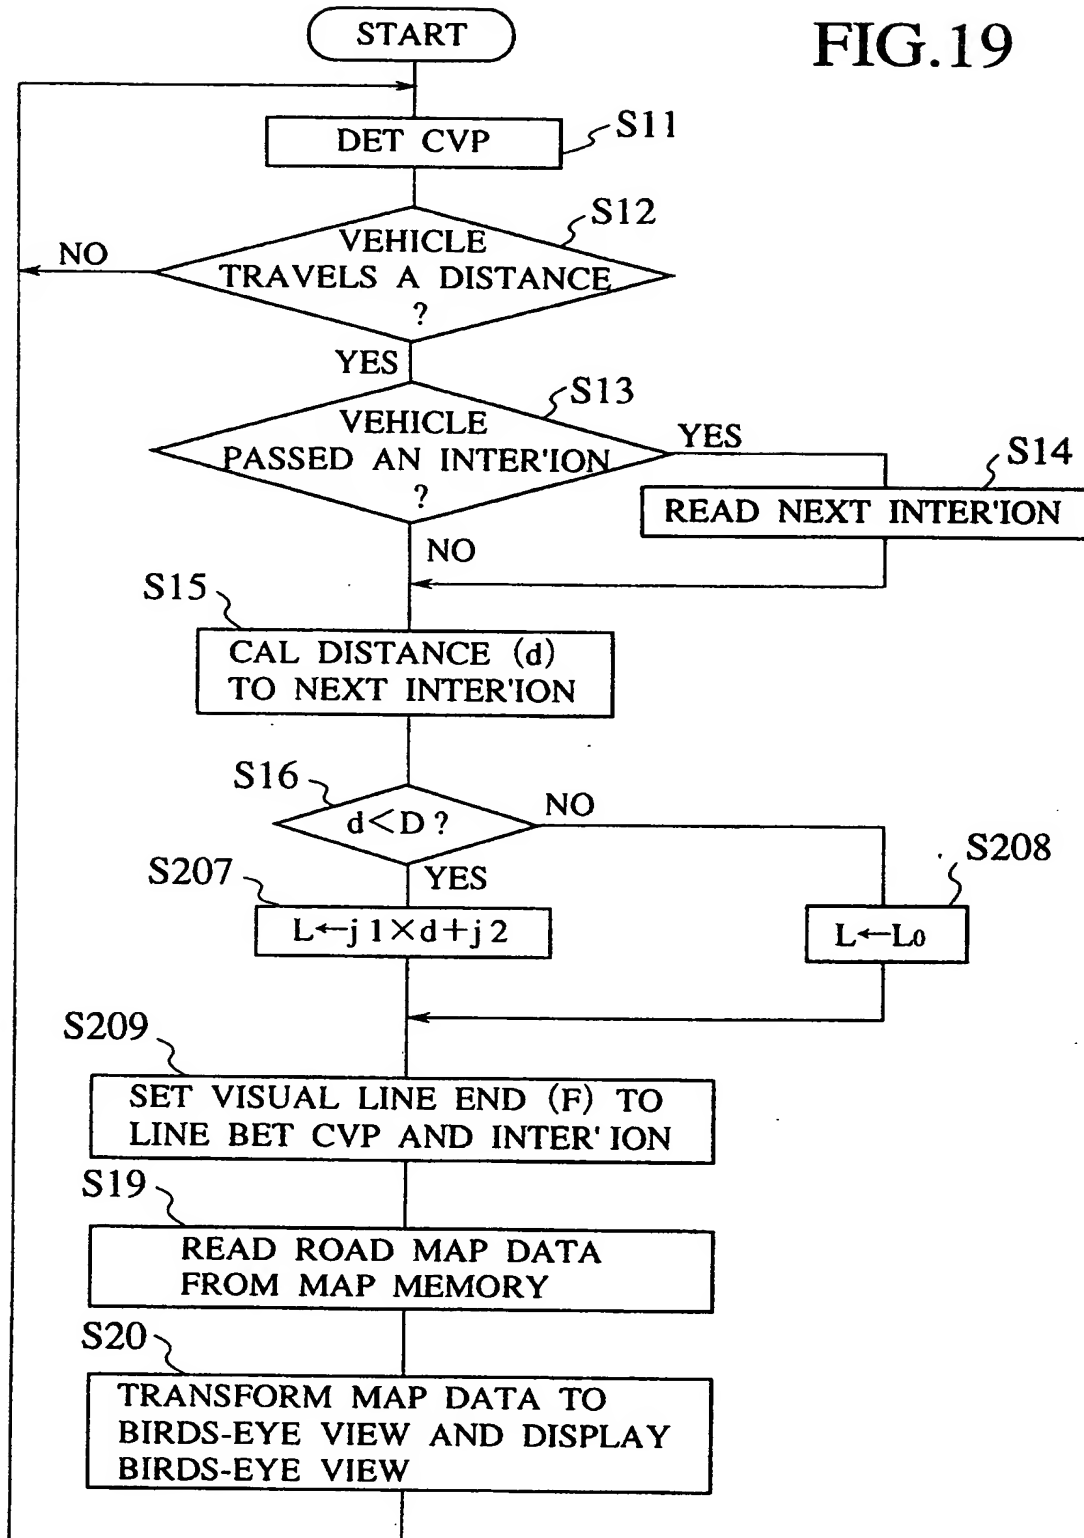 START
FIG.19
DET CVP
S11
S12
VEHICLE
TRAVELS A DISTANCE
?
NO
YES
S13
VEHICLE
PASSED AN INTER'ION
?
YES
S14
READ NEXT INTER'ION
NO
S15
CAL DISTANCE (d)
TO NEXT INTER'ION
S16
d<D ?
NO
YES
S207
L←j1×d+j2
S208
L←L₀
S209
SET VISUAL LINE END (F) TO
LINE BET CVP AND INTER'ION
S19
READ ROAD MAP DATA
FROM MAP MEMORY
S20
TRANSFORM MAP DATA TO
BIRDS-EYE VIEW AND DISPLAY
BIRDS-EYE VIEW